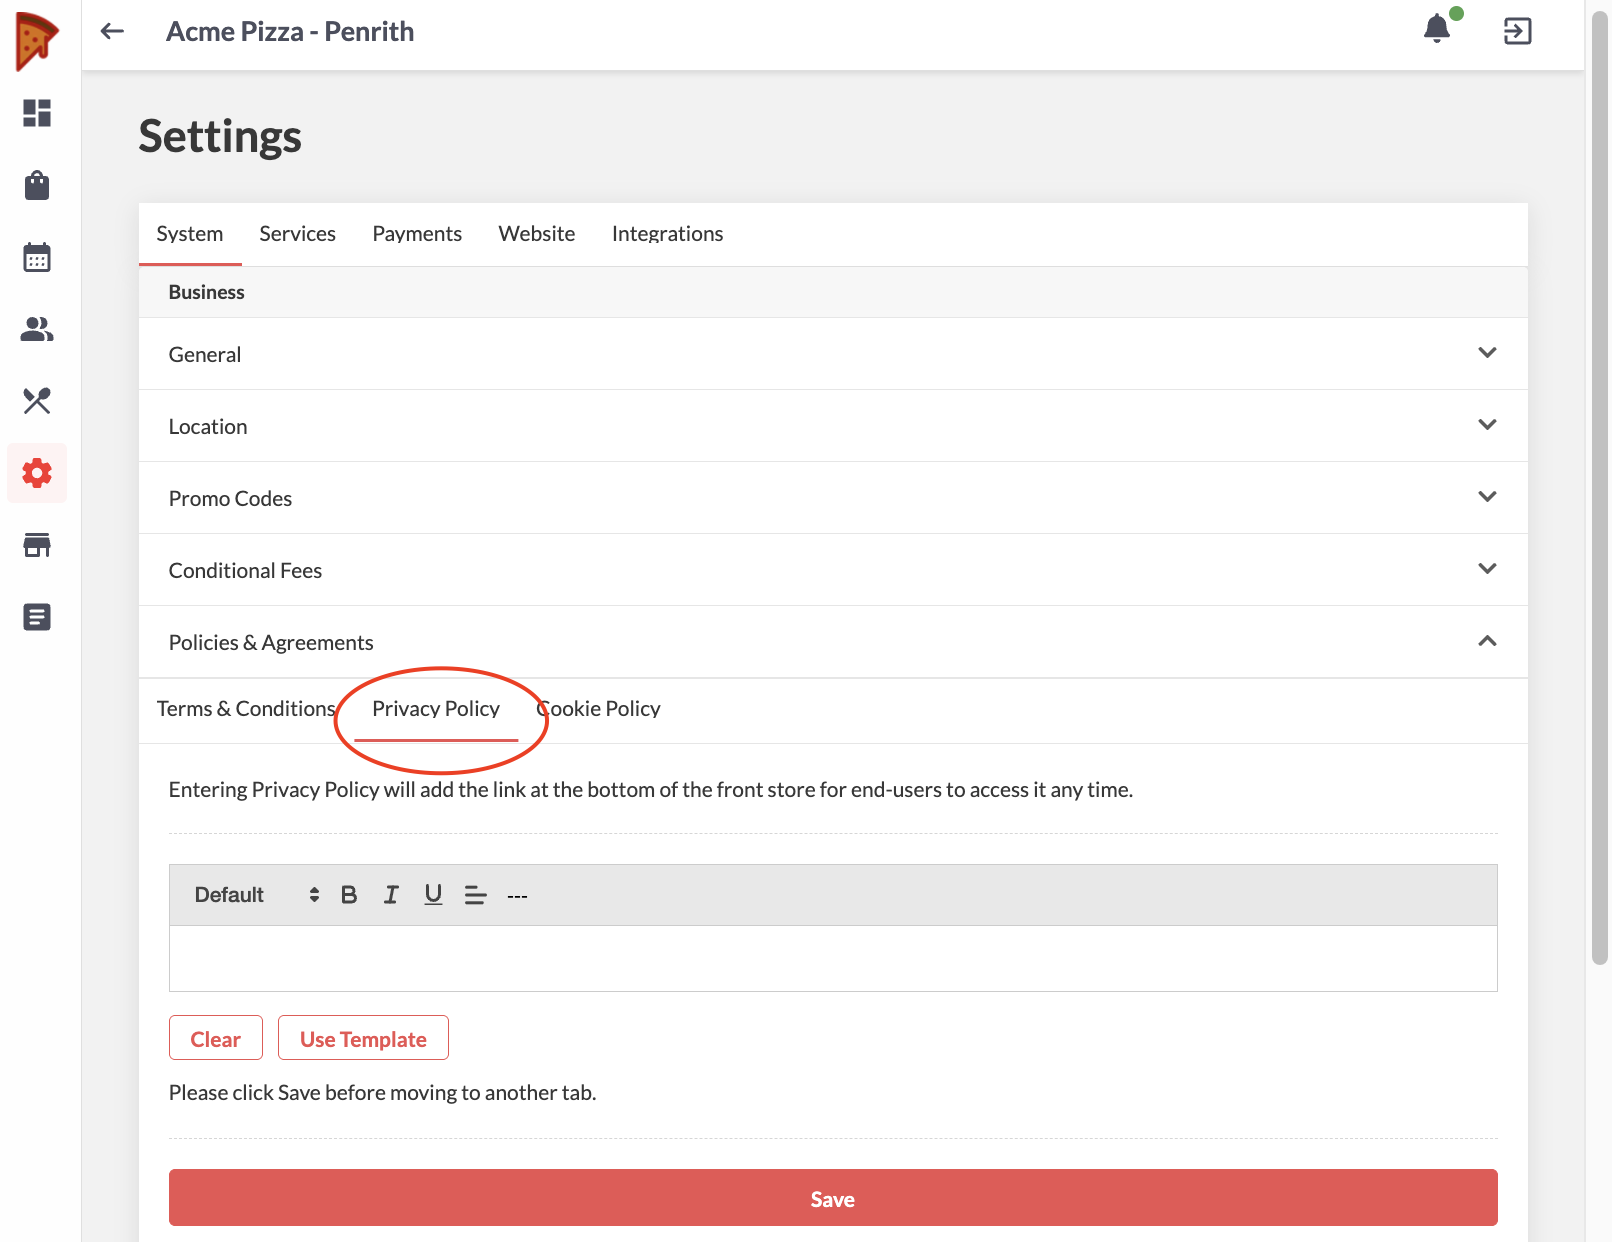 Acme Pizza - Penrith
Settings
System Services Payments Website Integrations
Business
General
Location
Promo Codes
Conditional Fees
Policies & Agreements
Terms & Conditions Privacy Policy Cookie Policy
Entering Privacy Policy will add the link at the bottom of the front store for end-users to access it any time.
Default B I U ---
Clear Use Template
Please click Save before moving to another tab.
Save